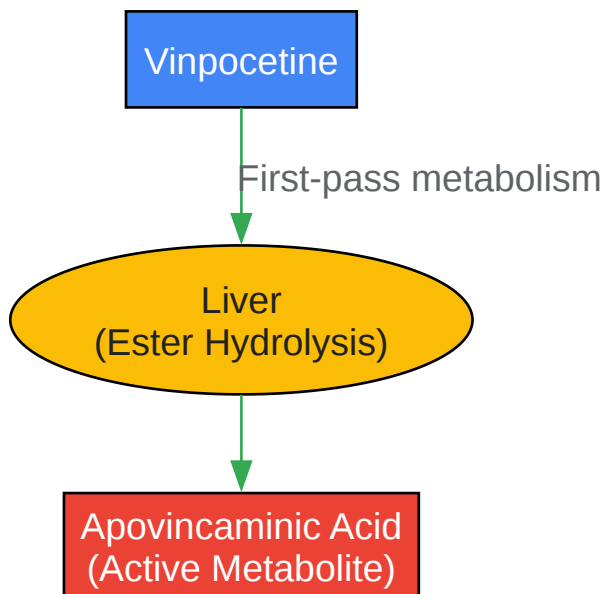 Vinpocetine
First-pass metabolism
Liver
(Ester Hydrolysis)
Apovincaminic Acid
(Active Metabolite)